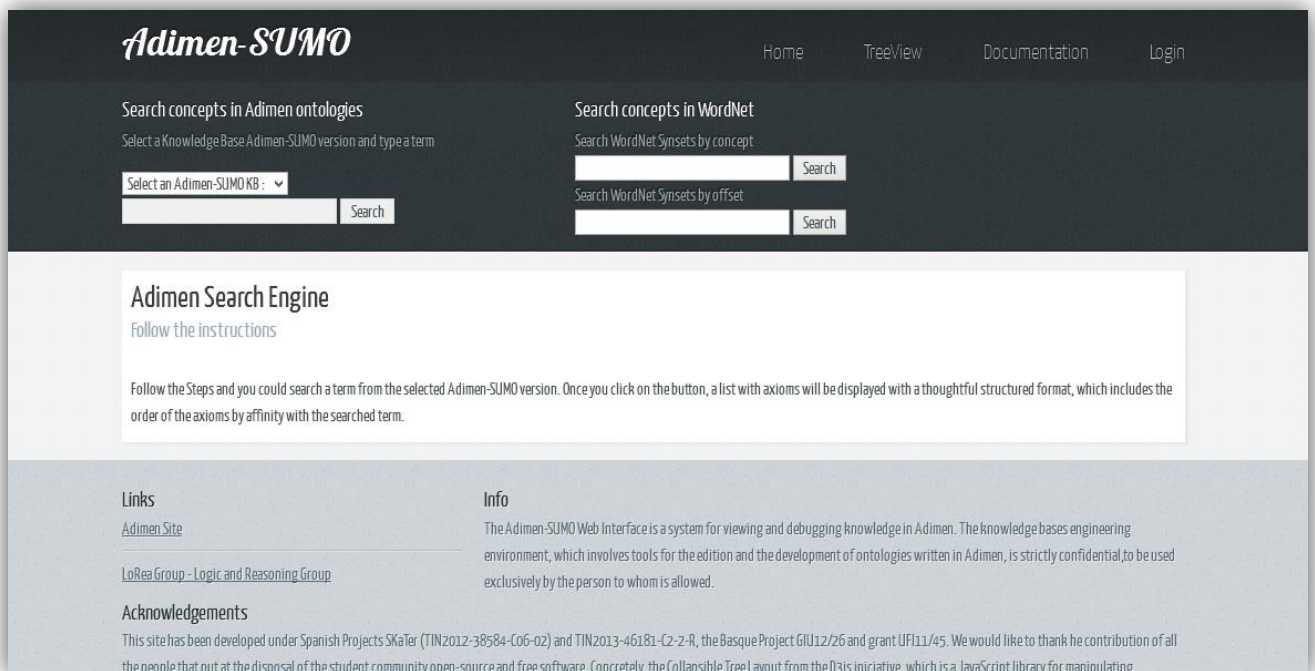 Adimen-SUMO
Home
TreeView
Documentation
Login
Search concepts in Adimen ontologies
Select a Knowledge Base Adimen-SUMO version and type a term
Select an Adimen-SUMO KB :
Search
Search concepts in WordNet
Search WordNet Synsets by concept
Search
Search WordNet Synsets by offset
Search
Adimen Search Engine
Follow the instructions
Follow the Steps and you could search a term from the selected Adimen-SUMO version. Once you click on the button, a list with axioms will be displayed with a thoughtful structured format, which includes the
order of the axioms by affinity with the searched term.
Links
Adimen Site
LoRea Group - Logic and Reasoning Group
Info
The Adimen-SUMO Web Interface is a system for viewing and debugging knowledge in Adimen. The knowledge bases engineering
environment, which involves tools for the edition and the development of ontologies written in Adimen, is strictly confidential,to be used
exclusively by the person to whom is allowed.
Acknowledgements
This site has been developed under Spanish Projects SKaTer (TIN2012-38584-C06-02) and TIN2013-46181-C2-2-R, the Basque Project GIU12/26 and grant UFI11/45. We would like to thank he contribution of all
the people that put at the disposal of the student community open-source and free software. Concretely, the Collapsible Tree Layout from the D3js iniciative, which is a JavaScript library for manipulating